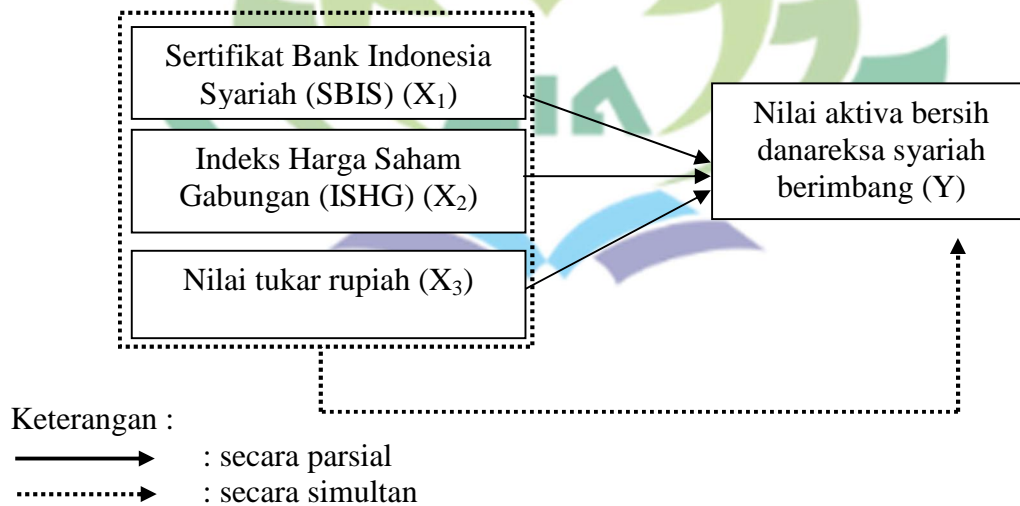 Sertifikat Bank Indonesia
Syariah (SBIS) (X₁)
Indeks Harga Saham
Gabungan (ISHG) (X₂)
Nilai tukar rupiah (X₃)
Nilai aktiva bersih
danareksa syariah
berimbang (Y)
Keterangan :
: secara parsial
: secara simultan